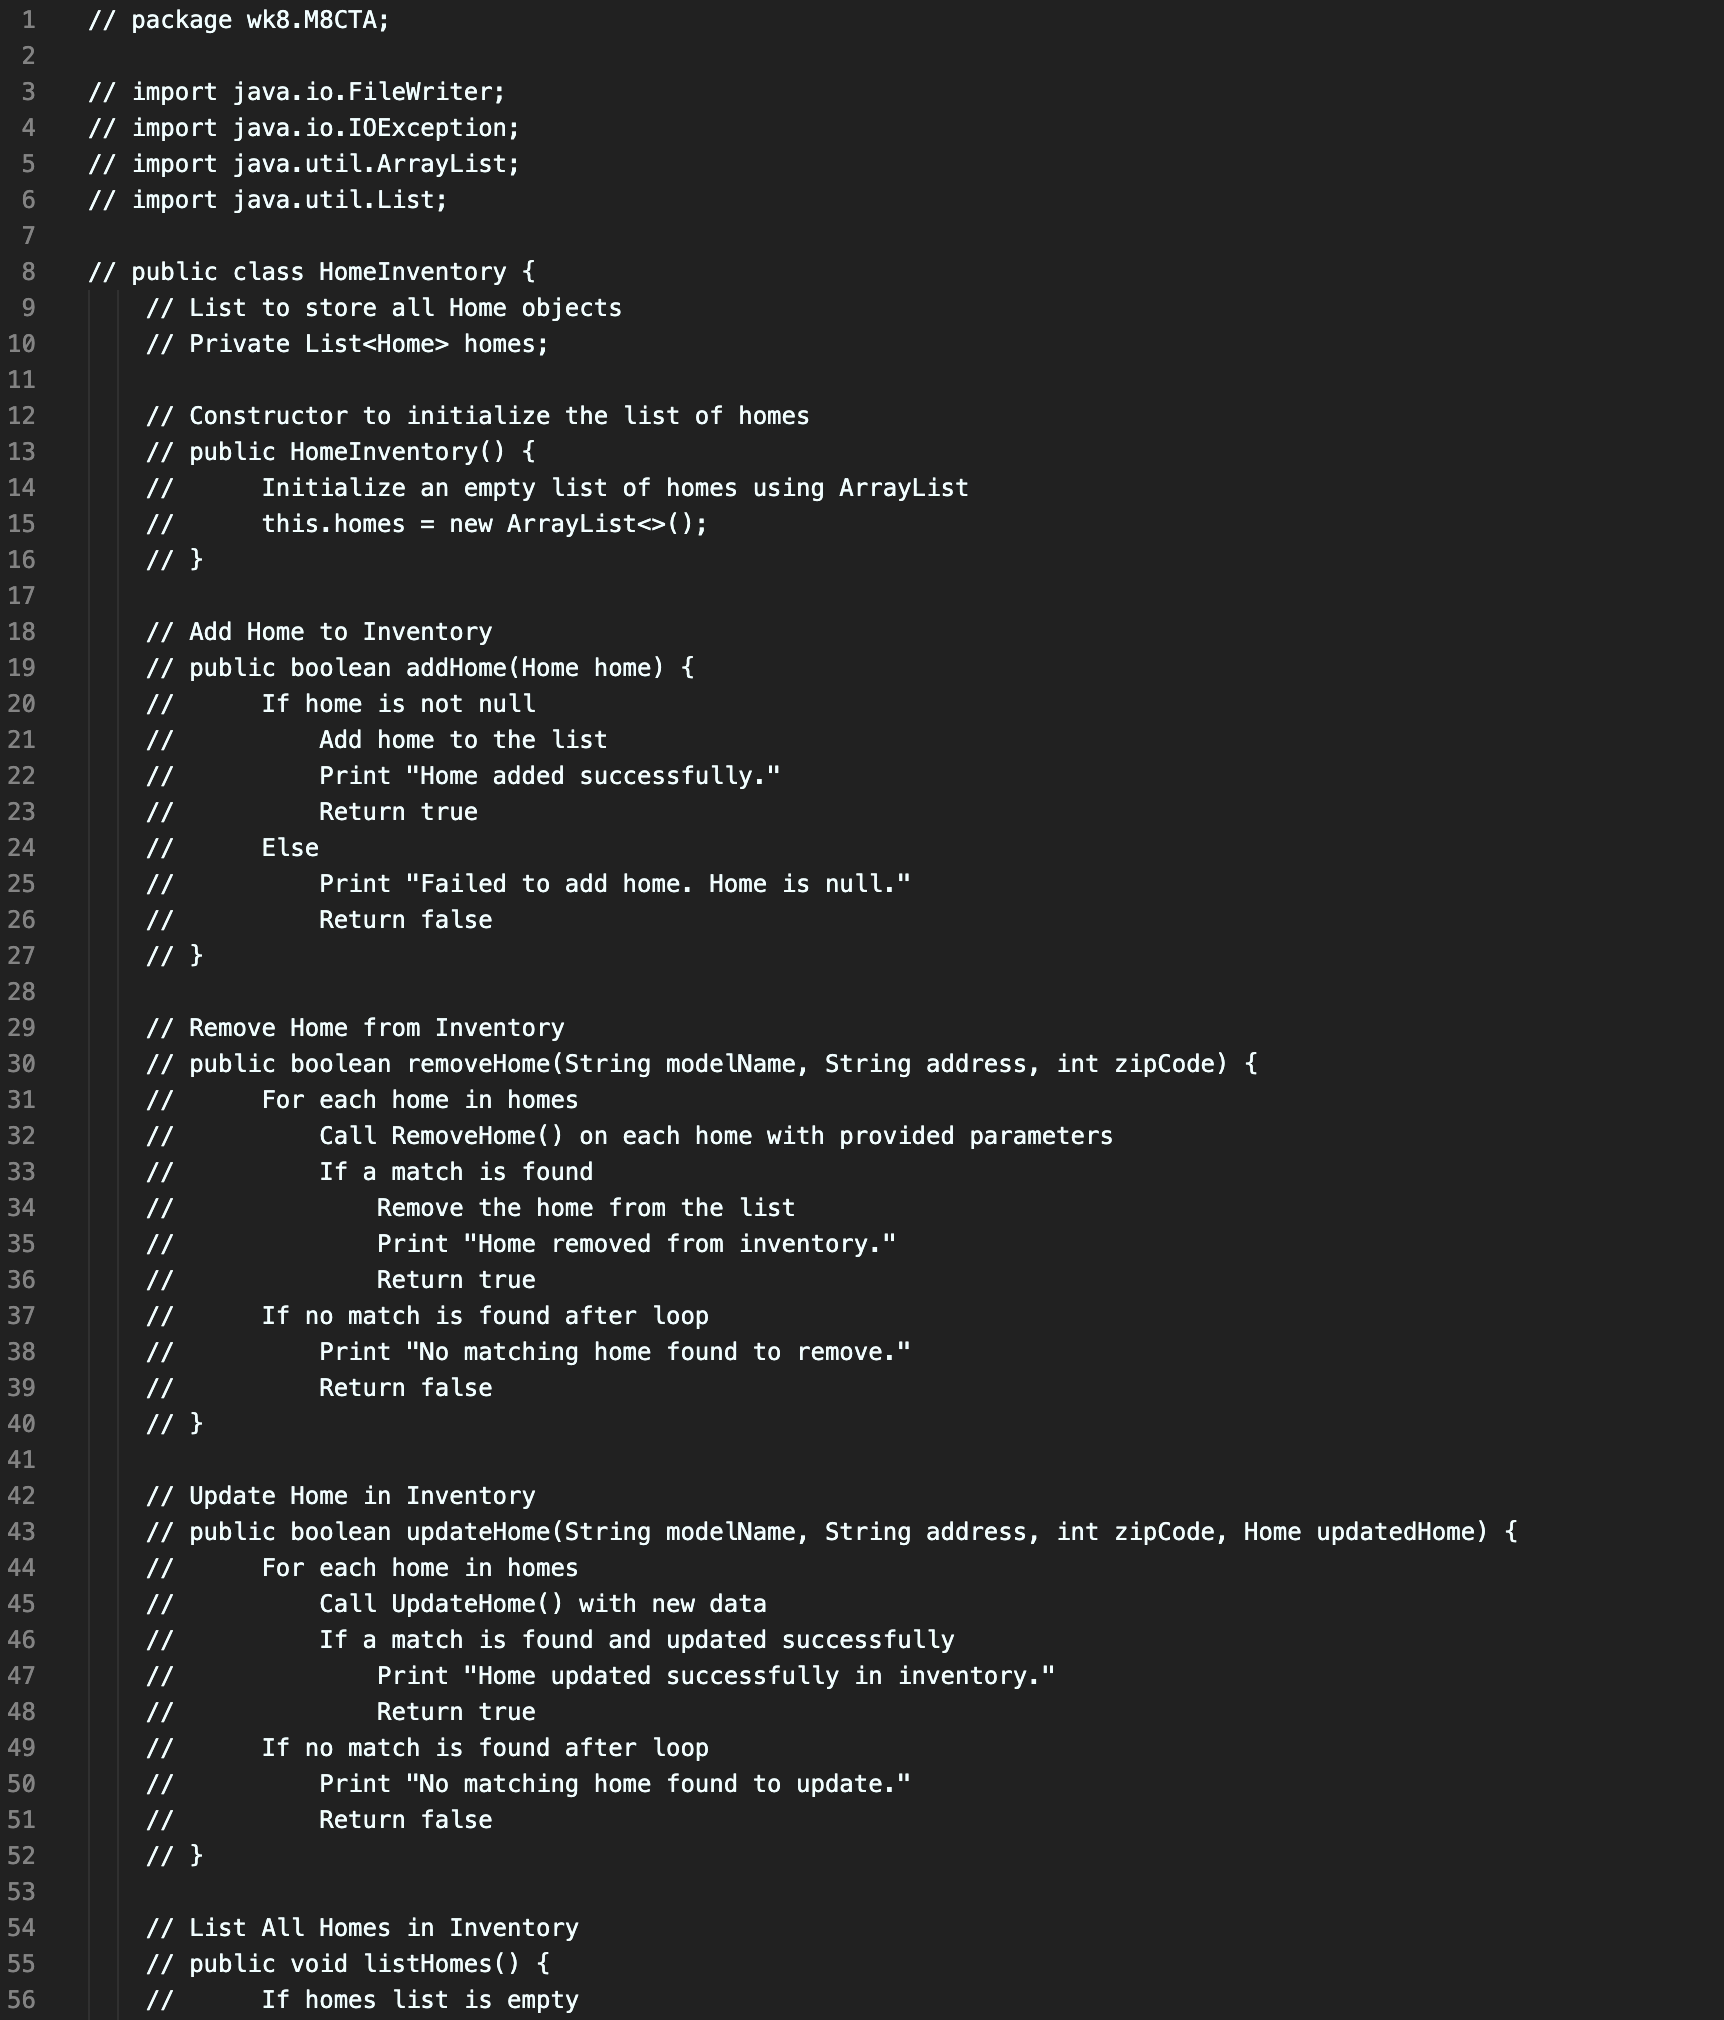 1 // package wk8.M8CTA;
2
3 // import java.io.FileWriter;
4 // import java.io.IOException;
5 // import java.util.ArrayList;
6 // import java.util.List;
7
8 // public class HomeInventory {
9     // List to store all Home objects
10     // Private List<Home> homes;
11
12     // Constructor to initialize the list of homes
13     // public HomeInventory() {
14     //      Initialize an empty list of homes using ArrayList
15     //      this.homes = new ArrayList<>();
16     // }
17
18     // Add Home to Inventory
19     // public boolean addHome(Home home) {
20     //      If home is not null
21     //          Add home to the list
22     //          Print "Home added successfully."
23     //          Return true
24     //      Else
25     //          Print "Failed to add home. Home is null."
26     //          Return false
27     // }
28
29     // Remove Home from Inventory
30     // public boolean removeHome(String modelName, String address, int zipCode) {
31     //      For each home in homes
32     //          Call RemoveHome() on each home with provided parameters
33     //          If a match is found
34     //              Remove the home from the list
35     //              Print "Home removed from inventory."
36     //              Return true
37     //      If no match is found after loop
38     //          Print "No matching home found to remove."
39     //          Return false
40     // }
41
42     // Update Home in Inventory
43     // public boolean updateHome(String modelName, String address, int zipCode, Home updatedHome) {
44     //      For each home in homes
45     //          Call UpdateHome() with new data
46     //          If a match is found and updated successfully
47     //              Print "Home updated successfully in inventory."
48     //              Return true
49     //      If no match is found after loop
50     //          Print "No matching home found to update."
51     //          Return false
52     // }
53
54     // List All Homes in Inventory
55     // public void listHomes() {
56     //      If homes list is empty